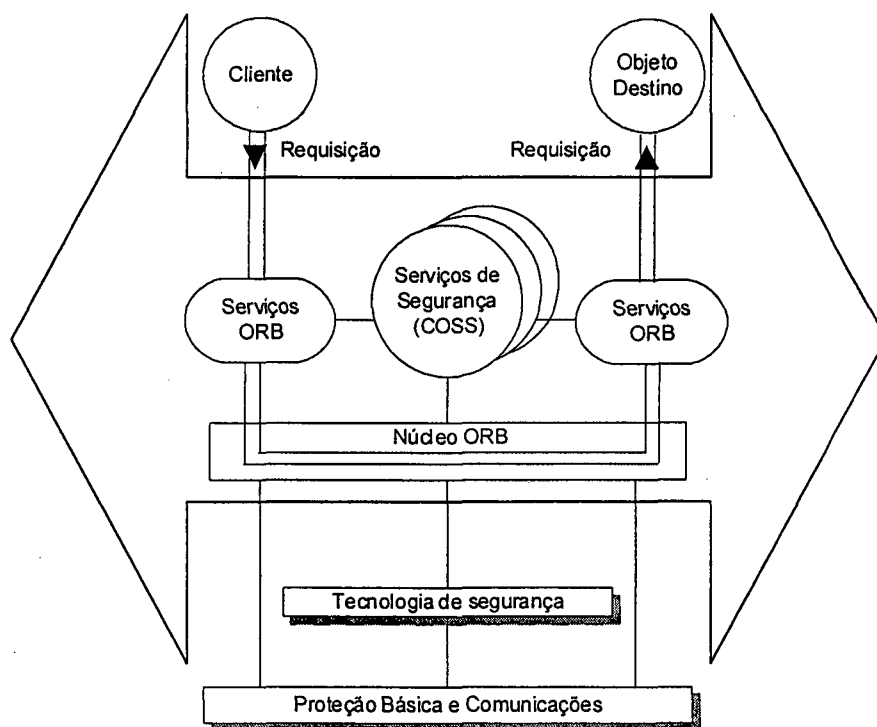 Cliente
Objeto
Destino
Requisição
Requisição
Serviços de
Segurança
(COSS)
Serviços
ORB
Serviços
ORB
Núcleo ORB
Tecnologia de segurança
Proteção Básica e Comunicações